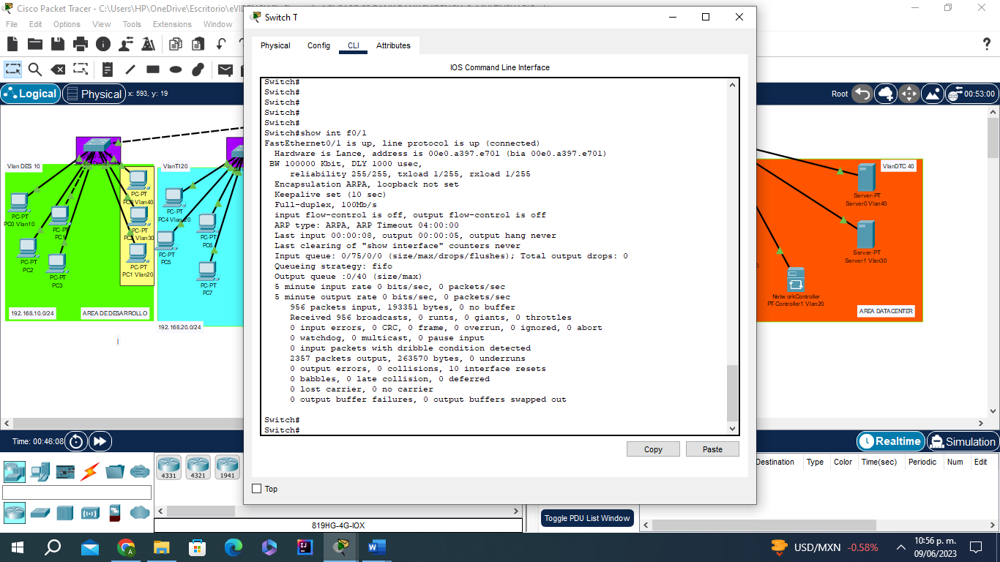 Cisco Packet Tracer - C:\Users\HP\OneDrive\Escritorio\eVIDENCIA
File Edit Options View Tools Extensions Window
Logical
Physical
x: 593, y: 19
Root
00:53:00
Switch T
Physical Config CLI Attributes
IOS Command Line Interface
Switch#
Switch#
Switch#
Switch#
Switch#
Switch#show int f0/1
FastEthernet0/1 is up, line protocol is up (connected)
Hardware is Lance, address is 00e0.a397.e701 (bia 00e0.a397.e701)
BW 100000 Kbit, DLY 1000 usec,
reliability 255/255, txload 1/255, rxload 1/255
Encapsulation ARPA, loopback not set
Keepalive set (10 sec)
Full-duplex, 100Mb/s
input flow-control is off, output flow-control is off
ARP type: ARPA, ARP Timeout 04:00:00
Last input 00:00:08, output 00:00:05, output hang never
Last clearing of "show interface" counters never
Input queue: 0/75/0/0 (size/max/drops/flushes); Total output drops: 0
Queueing strategy: fifo
Output queue :0/40 (size/max)
5 minute input rate 0 bits/sec, 0 packets/sec
5 minute output rate 0 bits/sec, 0 packets/sec
956 packets input, 193351 bytes, 0 no buffer
Received 956 broadcasts, 0 runts, 0 giants, 0 throttles
0 input errors, 0 CRC, 0 frame, 0 overrun, 0 ignored, 0 abort
0 watchdog, 0 multicast, 0 pause input
0 input packets with dribble condition detected
2357 packets output, 263570 bytes, 0 underruns
0 output errors, 0 collisions, 10 interface resets
0 babbles, 0 late collision, 0 deferred
0 lost carrier, 0 no carrier
0 output buffer failures, 0 output buffers swapped out
Switch#
Switch#
Copy
Paste
Top
Vlan DES 10
PC-PT
PC0 Vlan10
PC-PT
PC1
PC-PT
PC2
PC-PT
PC3
PC-PT
Vlan40
PC-PT
Vlan30
PC-PT
PC1 Vlan20
192.168.10.0/24
AREA DE DESARROLLO
VlanTI 20
PC-PT
PC4 Vlan 20
PC-PT
PC5
PC-PT
PC6
PC-PT
PC7
192.168.20.0/24
VlanDTC 40
Server-PT
Server0 Vlan40
Server-PT
Server1 Vlan30
NetworkController
PT-Controller1 Vlan20
AREA DATACENTER
Time: 00:46:08
Realtime
Simulation
4331
4321
1941
819HG-4G-IOX
Destination Type Color Time(sec) Periodic Num Edit
Toggle PDU List Window
USD/MXN -0.58%
10:56 p. m.
09/06/2023